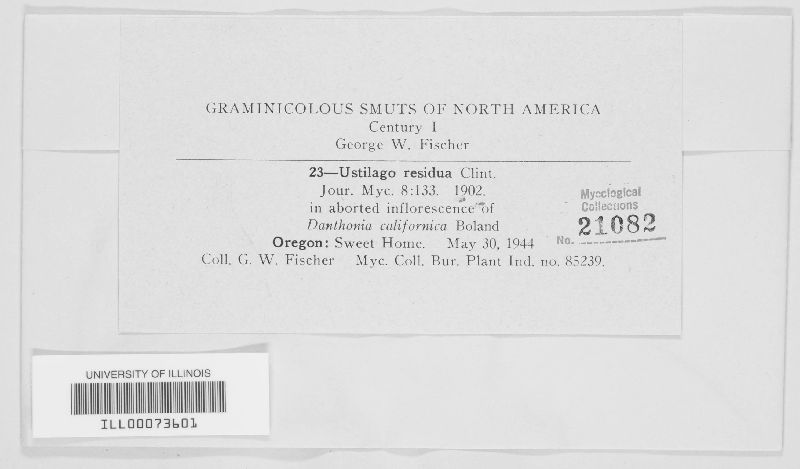 GRAMINICOLOUS SMUTS OF NORTH AMERICA
Century I
George W. Fischer
23—Ustilago residua Clint.
Jour. Myc. 8:133. 1902.
in aborted inflorescence of
Danthonia californica Boland
Oregon: Sweet Home. May 30, 1944
Coll. G. W. Fischer Myc. Coll. Bur. Plant Ind. no. 85239.
Mycological
Collections
No. 21082
UNIVERSITY OF ILLINOIS
ILL00073601